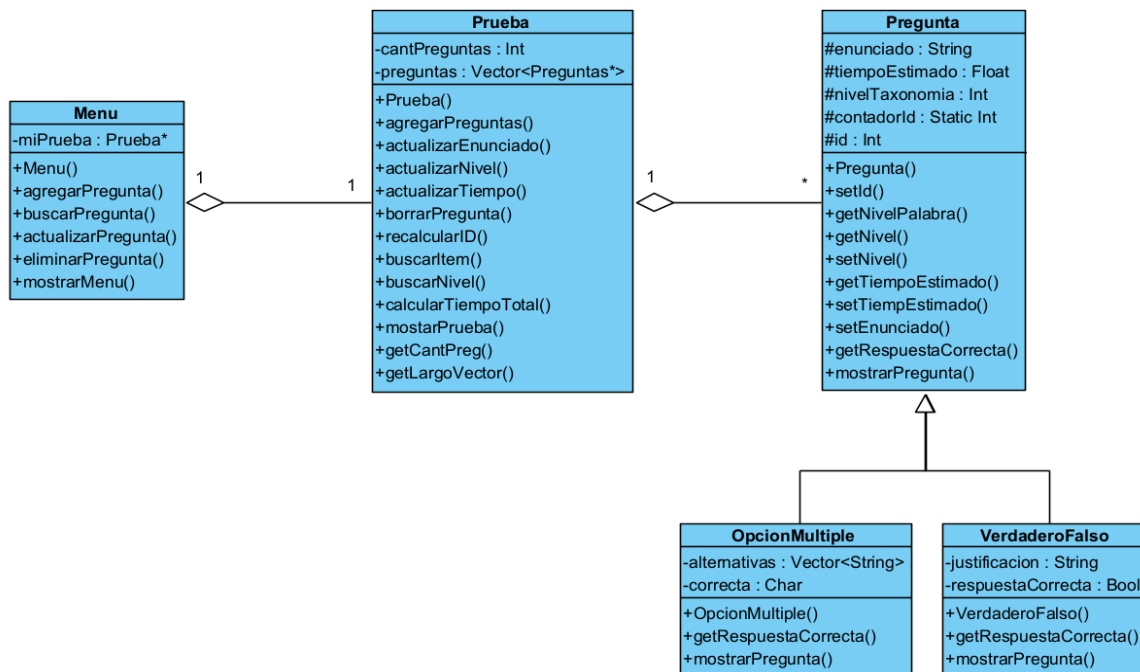 Menu
-miPrueba : Prueba*
+Menu()
+agregarPregunta()
+buscarPregunta()
+actualizarPregunta()
+eliminarPregunta()
+mostrarMenu()
1
1
Prueba
-cantPreguntas : Int
-preguntas : Vector<Preguntas*>
+Prueba()
+agregarPreguntas()
+actualizarEnunciado()
+actualizarNivel()
+actualizarTiempo()
+borrarPregunta()
+recalcularID()
+buscarItem()
+buscarNivel()
+calcularTiempoTotal()
+mostarPrueba()
+getCantPreg()
+getLargoVector()
1
*
Pregunta
#enunciado : String
#tiempoEstimado : Float
#nivelTaxonomia : Int
#contadorId : Static Int
#id : Int
+Pregunta()
+setId()
+getNivelPalabra()
+getNivel()
+setNivel()
+getTiempoEstimado()
+setTiempEstimado()
+setEnunciado()
+getRespuestaCorrecta()
+mostrarPregunta()
OpcionMultiple
-alternativas : Vector<String>
-correcta : Char
+OpcionMultiple()
+getRespuestaCorrecta()
+mostrarPregunta()
VerdaderoFalso
-justificacion : String
-respuestaCorrecta : Bool
+VerdaderoFalso()
+getRespuestaCorrecta()
+mostrarPregunta()